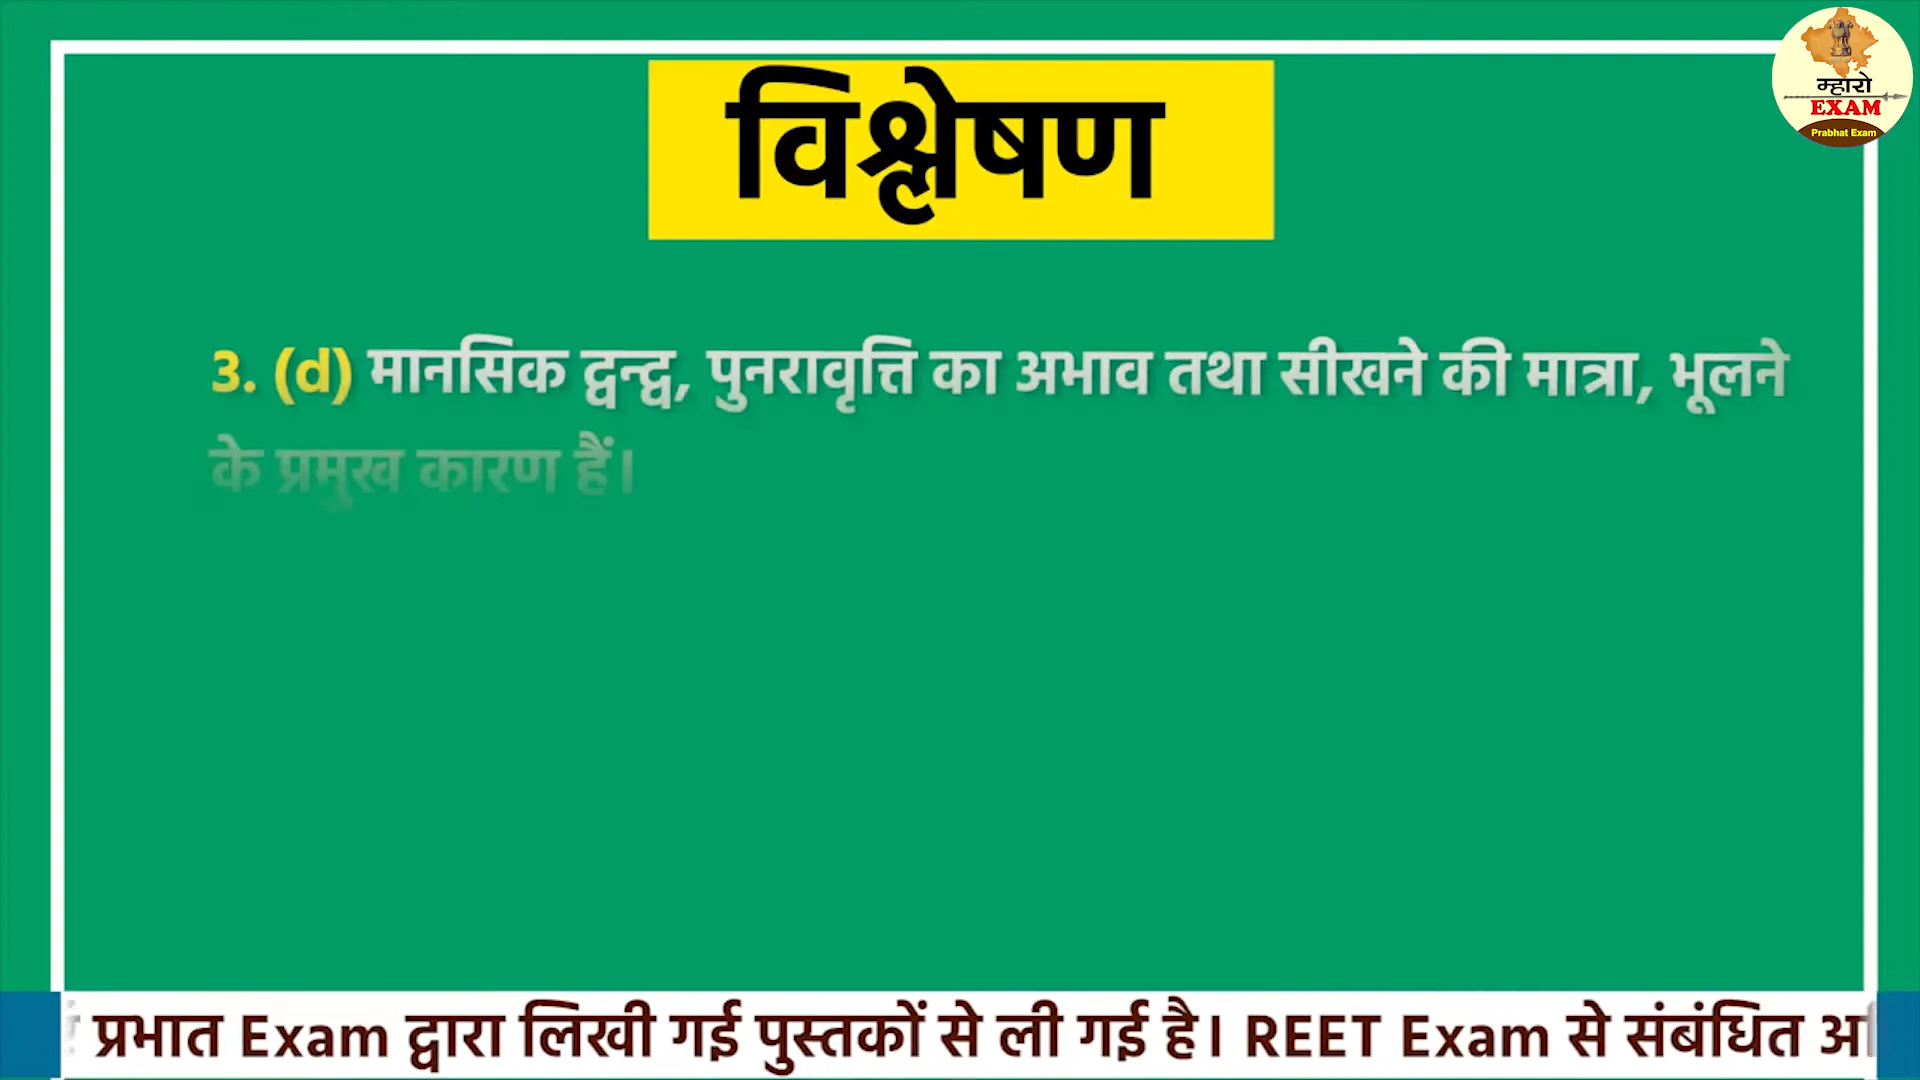 म्हारो
EXAM
Prabhat Exam
विश्लेषण
3. (d) मानसिक द्वन्द्व, पुनरावृत्ति का अभाव तथा सीखने की मात्रा, भूलने
के प्रमुख कारण हैं।
प्रभात Exam द्वारा लिखी गई पुस्तकों से ली गई है। REET Exam से संबंधित